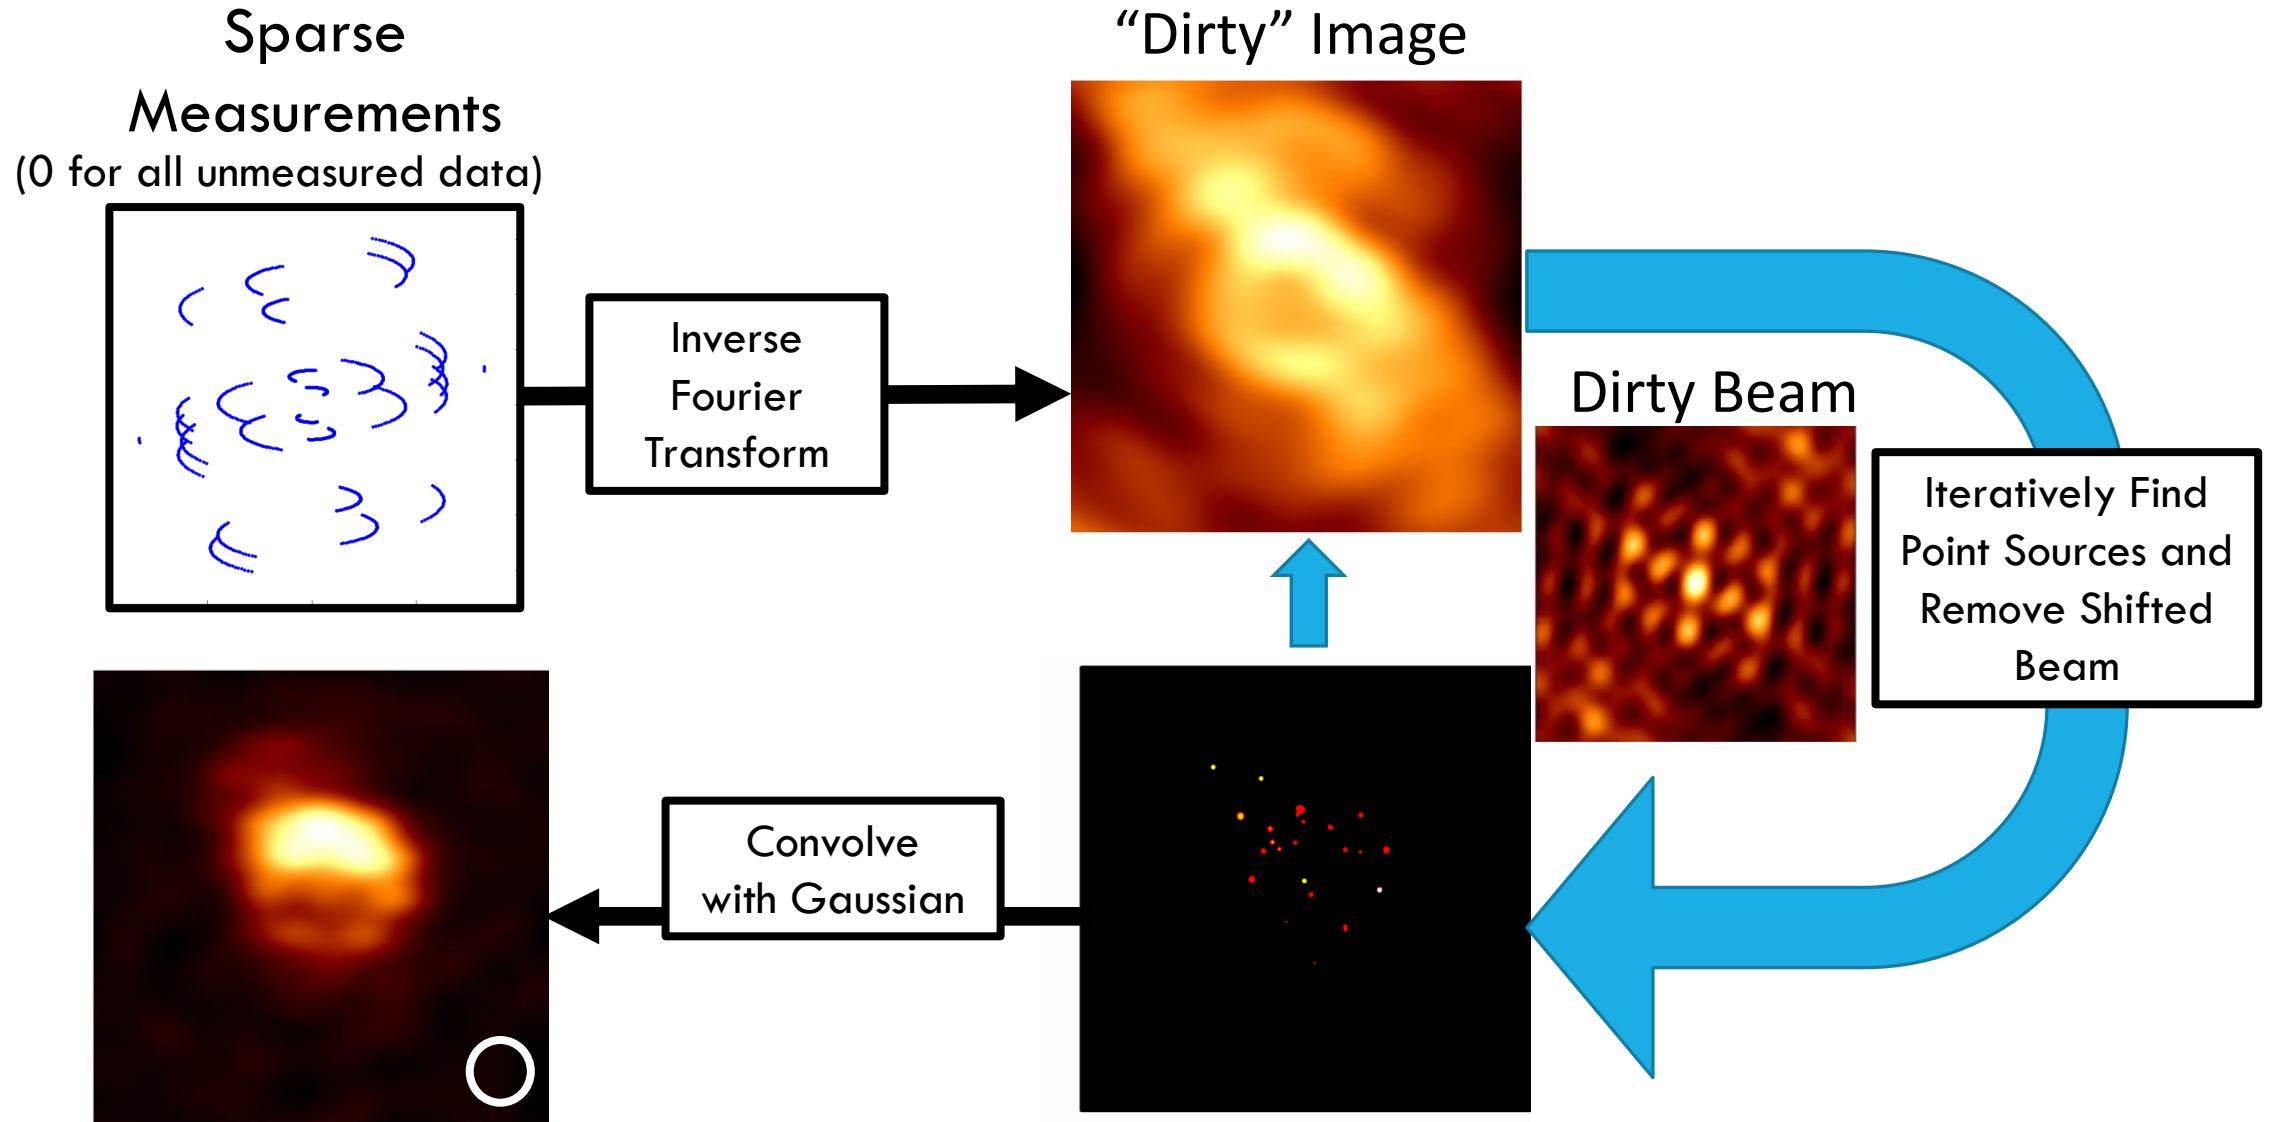 Sparse
Measurements
(0 for all unmeasured data)
Inverse
Fourier
Transform
“Dirty” Image
Dirty Beam
Iteratively Find
Point Sources and
Remove Shifted
Beam
Convolve
with Gaussian